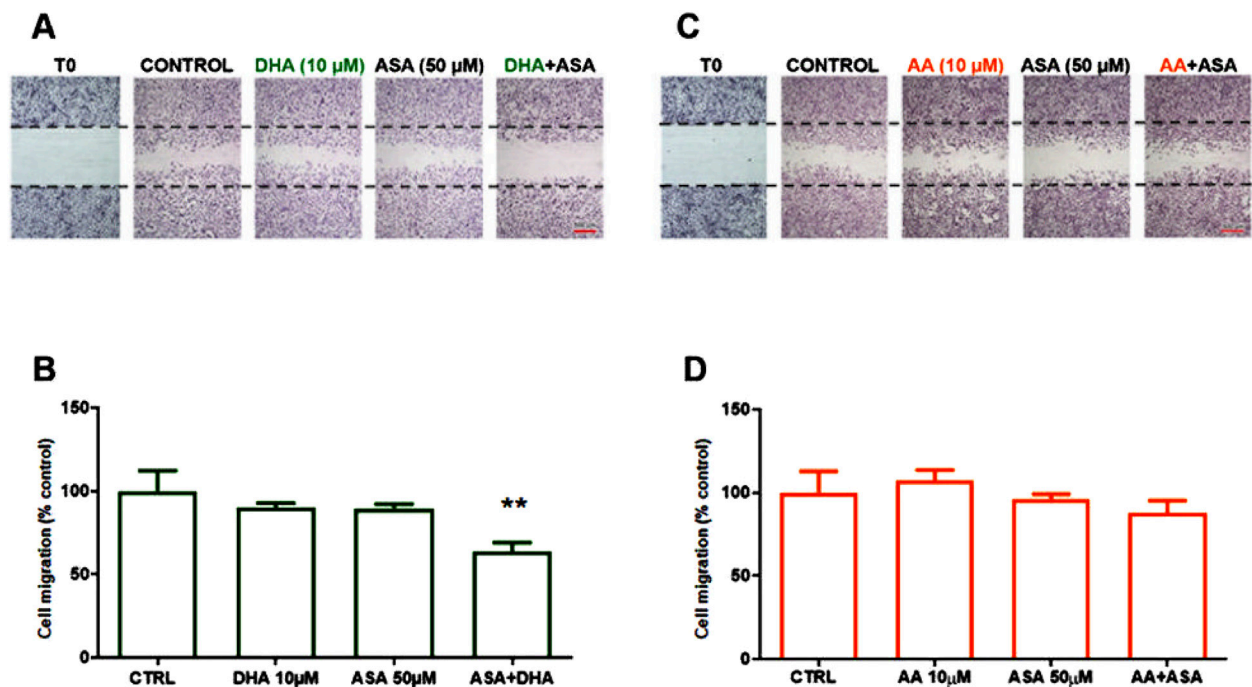 A
T0 CONTROL DHA (10 µM) ASA (50 µM) DHA+ASA
C
T0 CONTROL AA (10 µM) ASA (50 µM) AA+ASA
B
Cell migration (% control)
150
100
50
0
**
CTRL DHA 10µM ASA 50µM ASA+DHA
D
Cell migration (% control)
150
100
50
0
CTRL AA 10µM ASA 50µM AA+ASA